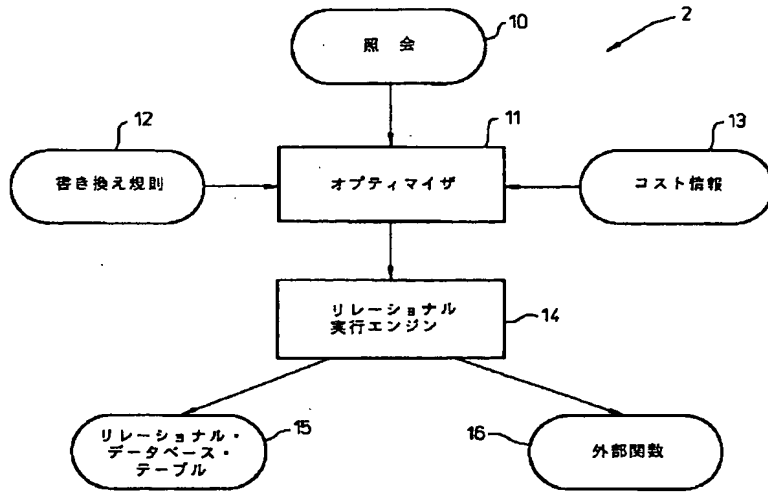 2
10
照 会
12
11
13
書き換え規則
オプティマイザ
コスト情報
リレーショナル
実行エンジン
14
15
リレーショナル・
データベース・
テーブル
16
外部関数